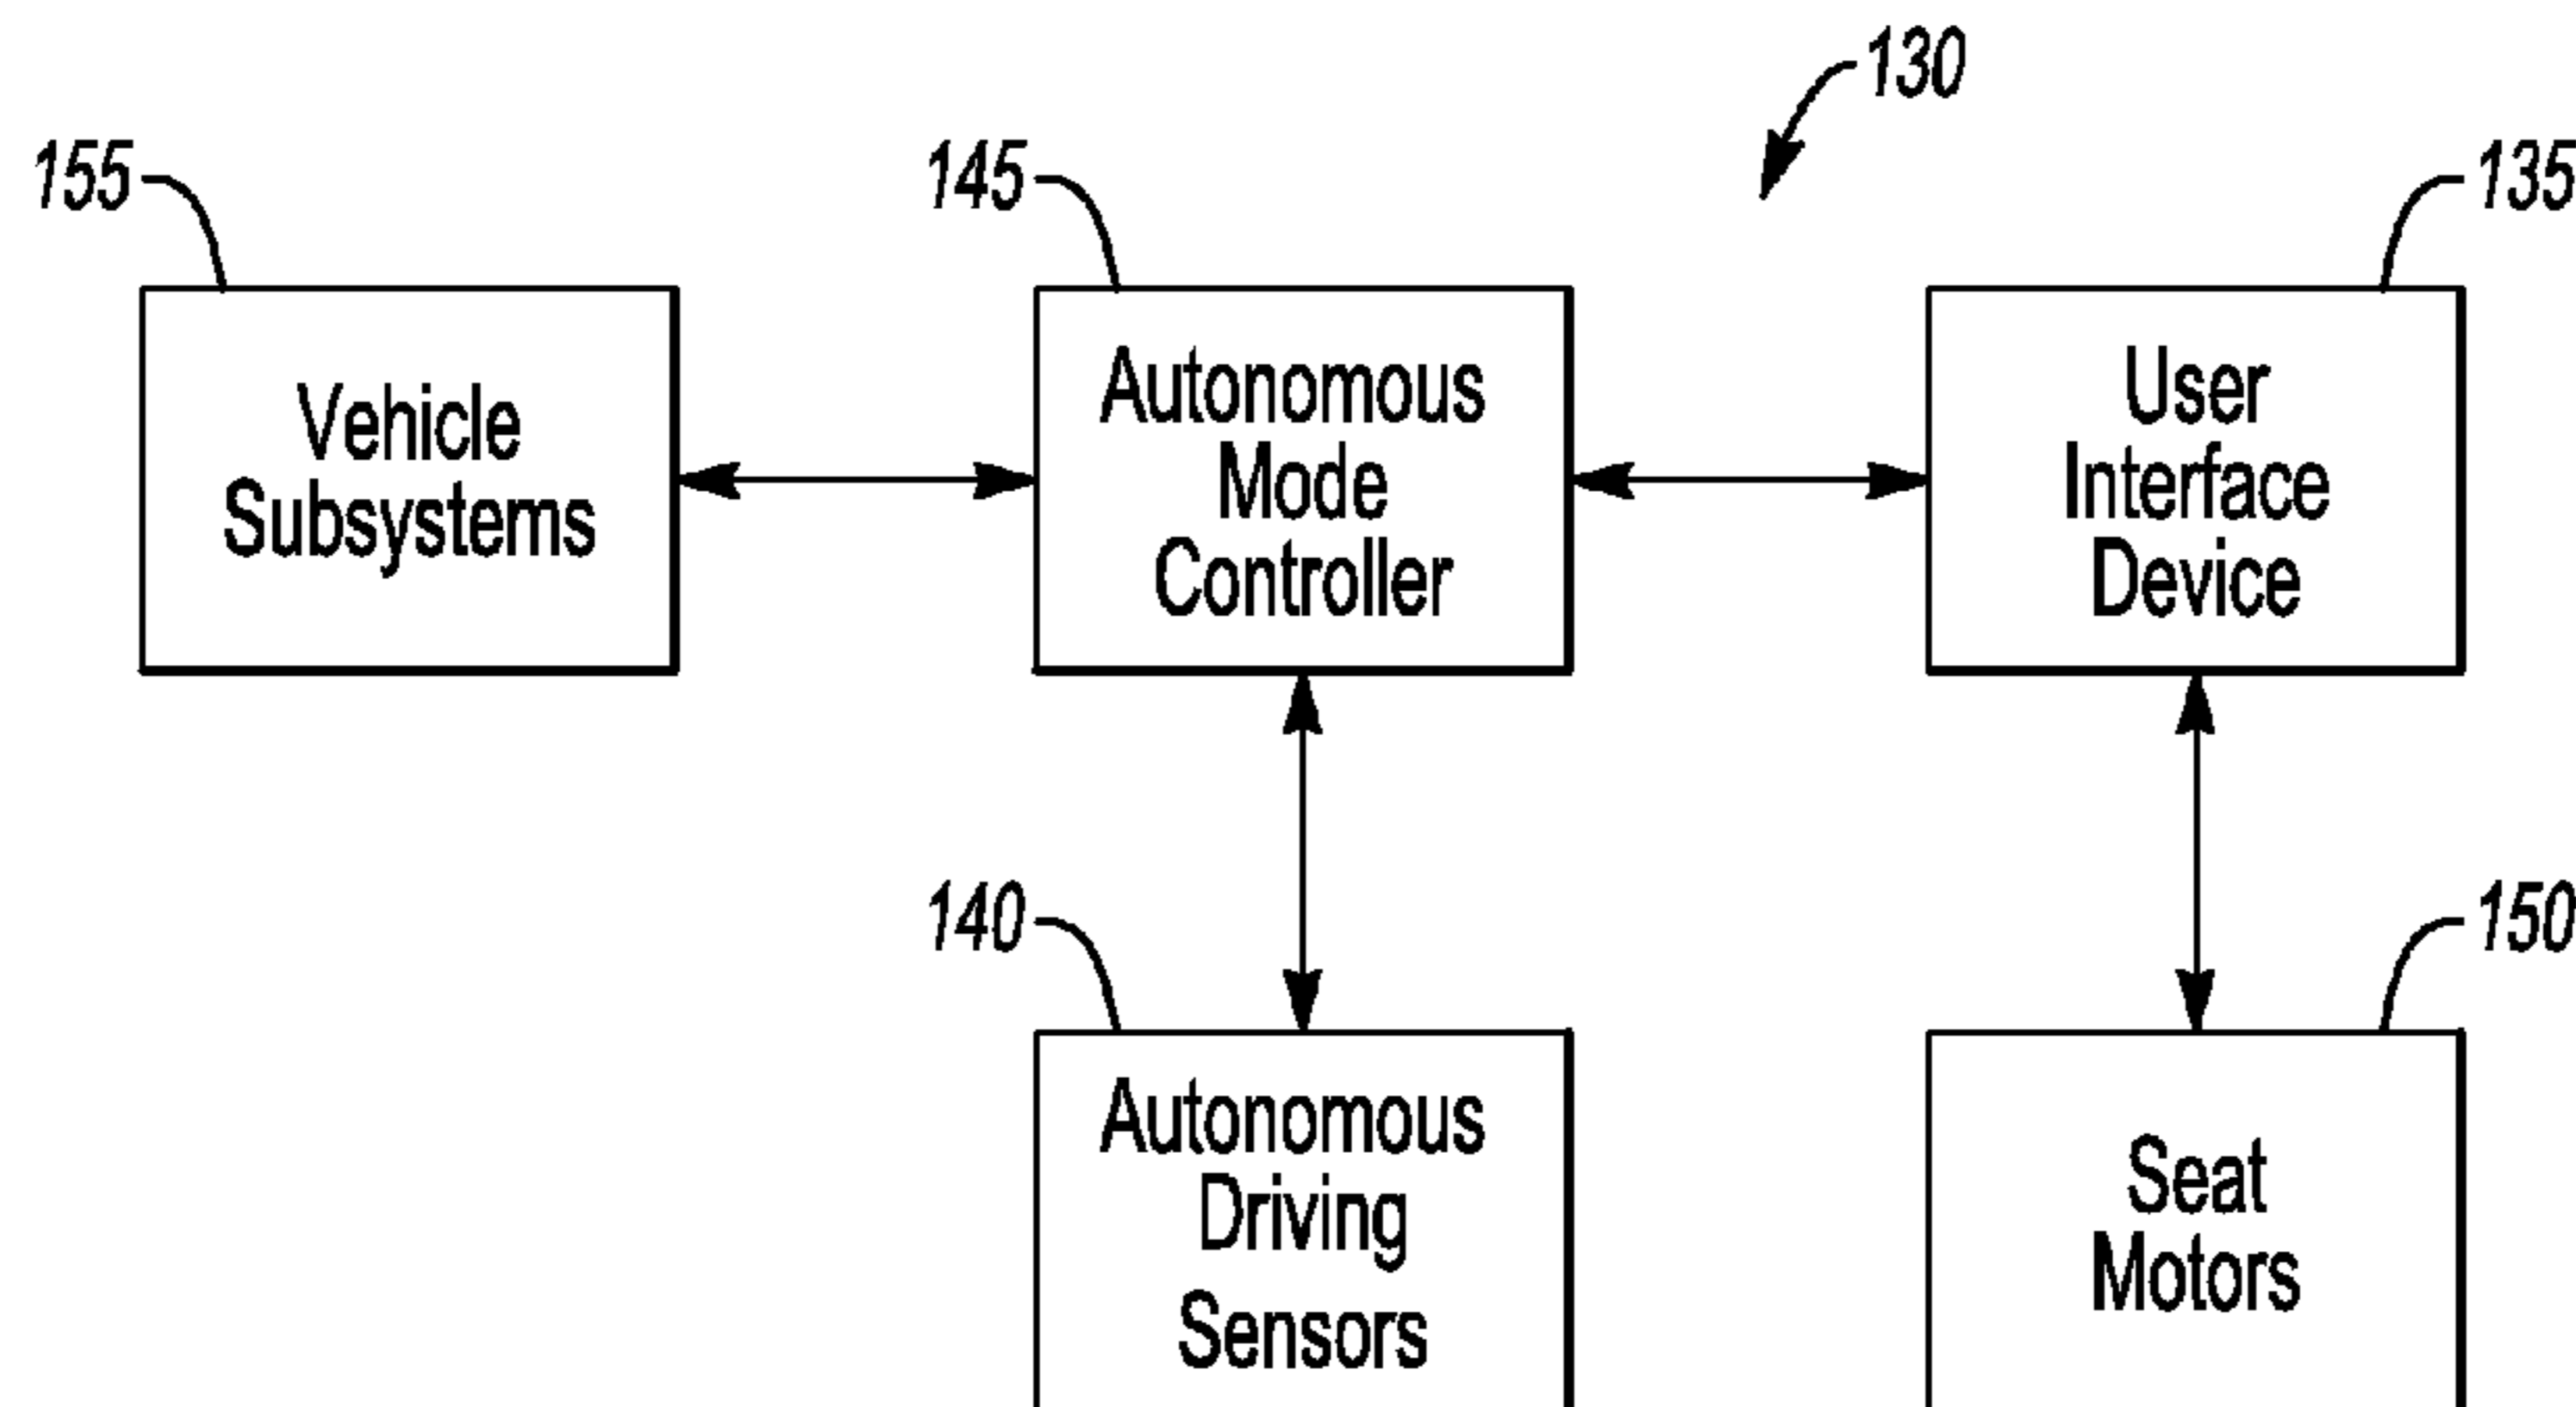 130
155
145
135
Vehicle
Subsystems
Autonomous
Mode
Controller
User
Interface
Device
140
150
Autonomous
Driving
Sensors
Seat
Motors